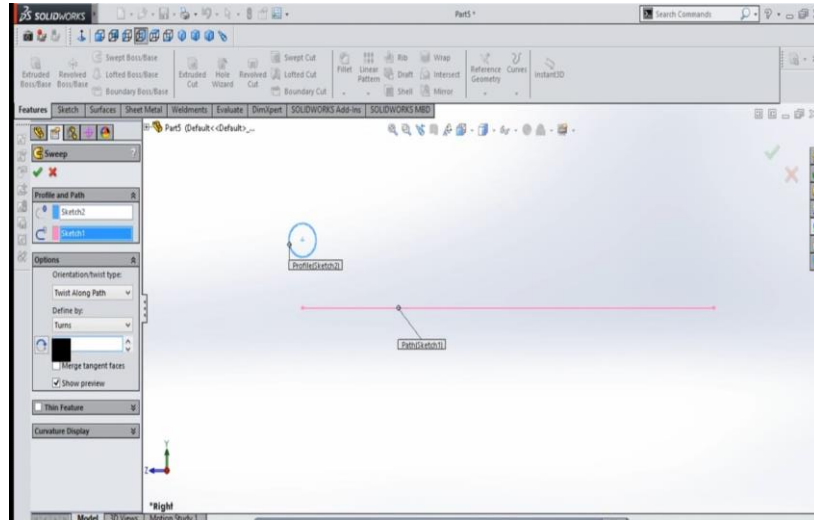 SOLIDWORKS
Part5 *
Search Commands
Extruded Boss/Base
Revolved Boss/Base
Swept Boss/Base
Lofted Boss/Base
Boundary Boss/Base
Extruded Cut
Hole Wizard
Revolved Cut
Swept Cut
Lofted Cut
Boundary Cut
Fillet
Linear Pattern
Rib
Draft
Shell
Wrap
Intersect
Mirror
Reference Geometry
Curves
Instant3D
Features
Sketch
Surfaces
Sheet Metal
Weldments
Evaluate
DimXpert
SOLIDWORKS Add-Ins
SOLIDWORKS MBD
Part5 (Default<<Default>_...
Sweep
?
Profile and Path
Sketch2
Sketch1
Options
Orientation/twist type:
Twist Along Path
Define by:
Turns
Merge tangent faces
Show preview
Thin Feature
Curvature Display
Profile(Sketch2)
Path(Sketch1)
Y
Z
*Right
Model
3D Views
Motion Study 1